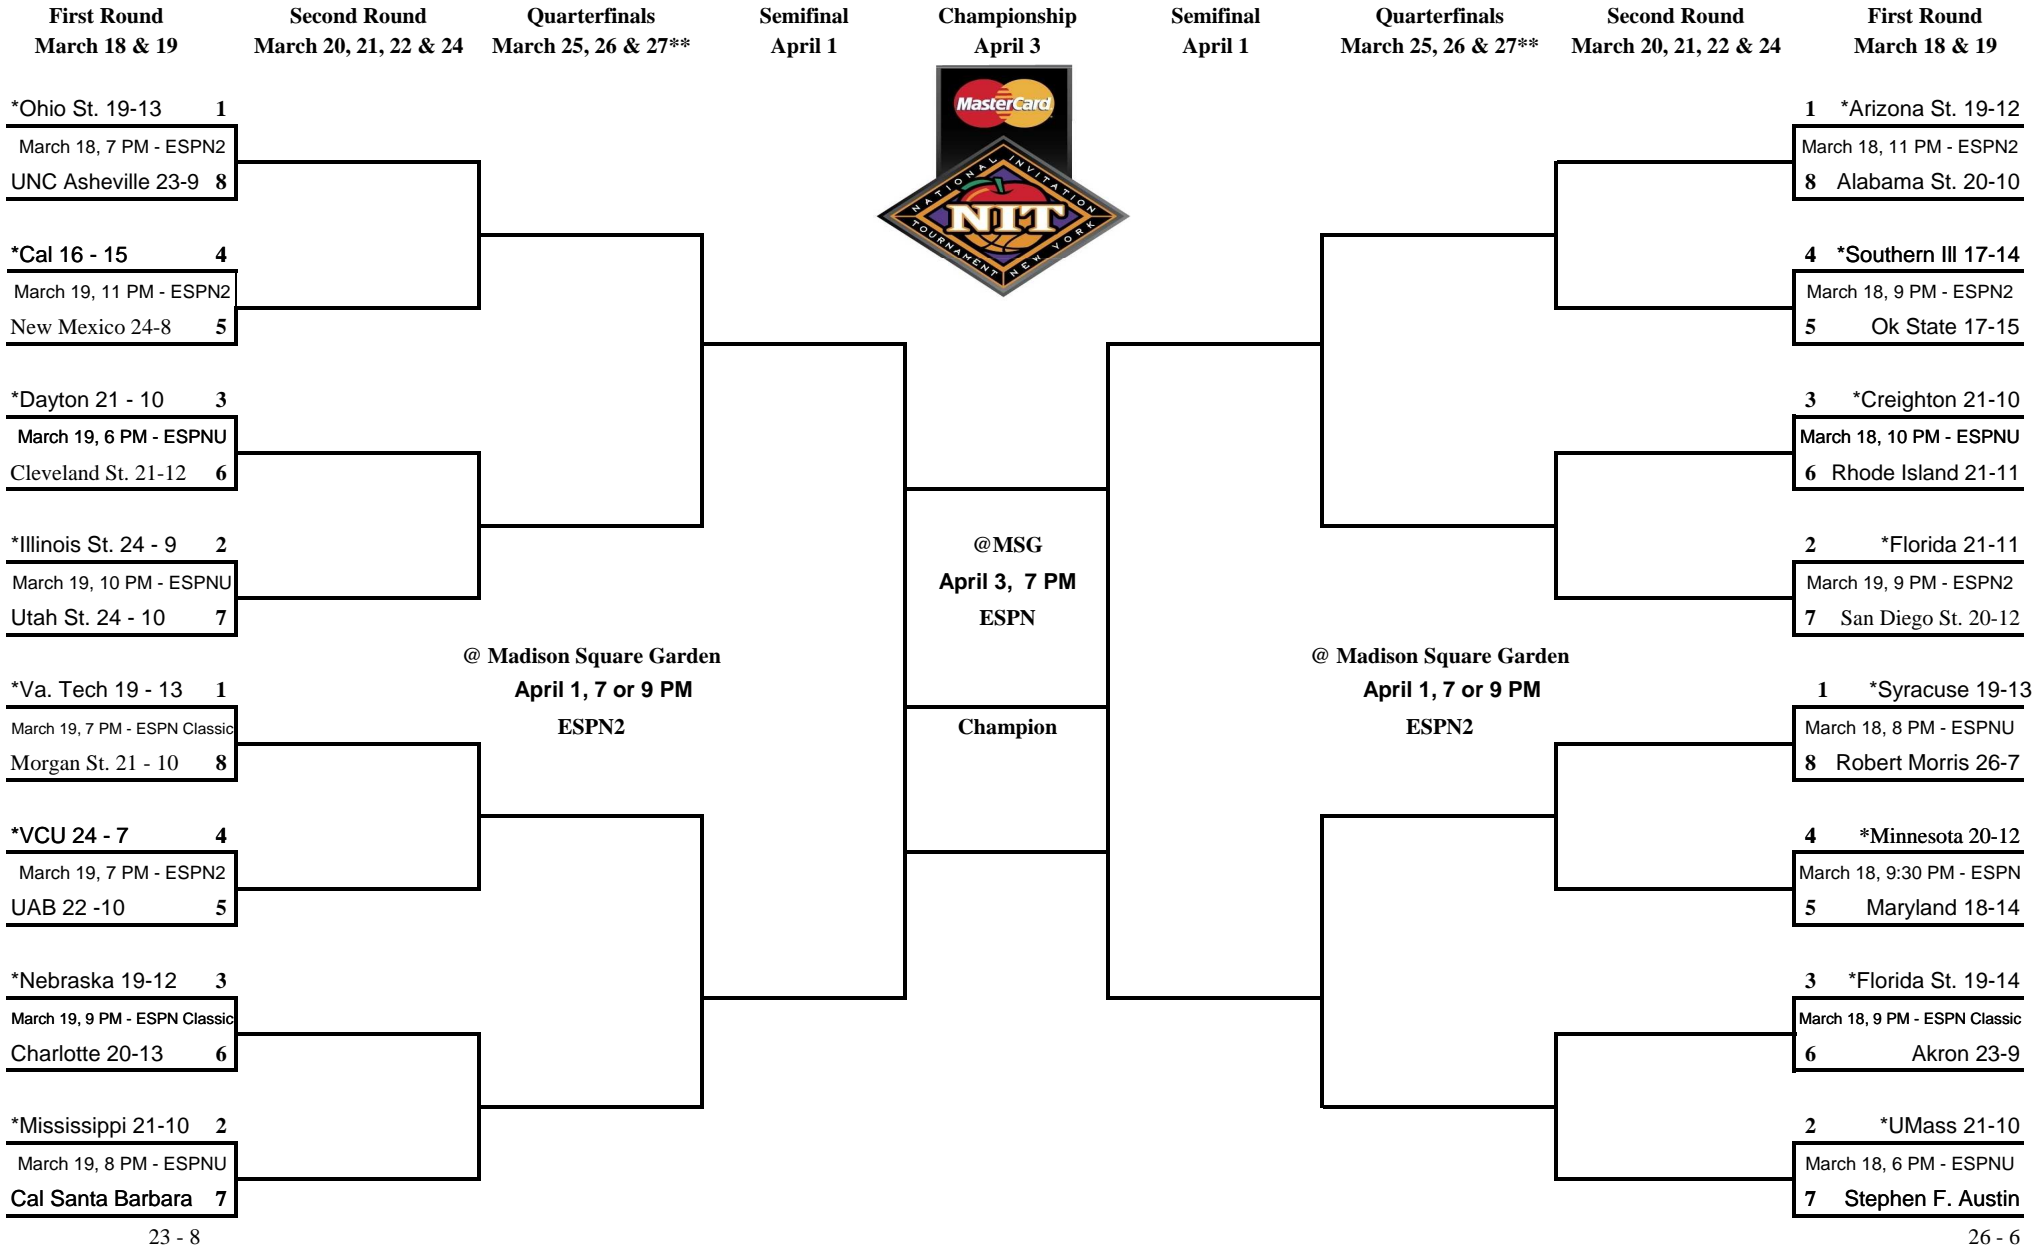 First Round
March 18 & 19
Second Round
March 20, 21, 22 & 24
Quarterfinals
March 25, 26 & 27**
Semifinal
April 1
Championship
April 3
Semifinal
April 1
Quarterfinals
March 25, 26 & 27**
Second Round
March 20, 21, 22 & 24
First Round
March 18 & 19
*Ohio St. 19-13 1
March 18, 7 PM - ESPN2
UNC Asheville 23-9 8
*Cal 16 - 15 4
March 19, 11 PM - ESPN2
New Mexico 24-8 5
*Dayton 21 - 10 3
March 19, 6 PM - ESPNU
Cleveland St. 21-12 6
*Illinois St. 24 - 9 2
March 19, 10 PM - ESPNU
Utah St. 24 - 10 7
*Va. Tech 19 - 13 1
March 19, 7 PM - ESPN Classic
Morgan St. 21 - 10 8
*VCU 24 - 7 4
March 19, 7 PM - ESPN2
UAB 22 -10 5
*Nebraska 19-12 3
March 19, 9 PM - ESPN Classic
Charlotte 20-13 6
*Mississippi 21-10 2
March 19, 8 PM - ESPNU
Cal Santa Barbara 7
23 - 8
@ Madison Square Garden
April 1, 7 or 9 PM
ESPN2
MasterCard
NATIONAL INVITATION
NIT
TOURNAMENT NEW YORK
@MSG
April 3, 7 PM
ESPN
Champion
@ Madison Square Garden
April 1, 7 or 9 PM
ESPN2
1 *Arizona St. 19-12
March 18, 11 PM - ESPN2
8 Alabama St. 20-10
4 *Southern Ill 17-14
March 18, 9 PM - ESPN2
5 Ok State 17-15
3 *Creighton 21-10
March 18, 10 PM - ESPNU
6 Rhode Island 21-11
2 *Florida 21-11
March 19, 9 PM - ESPN2
7 San Diego St. 20-12
1 *Syracuse 19-13
March 18, 8 PM - ESPNU
8 Robert Morris 26-7
4 *Minnesota 20-12
March 18, 9:30 PM - ESPN
5 Maryland 18-14
3 *Florida St. 19-14
March 18, 9 PM - ESPN Classic
6 Akron 23-9
2 *UMass 21-10
March 18, 6 PM - ESPNU
7 Stephen F. Austin
26 - 6